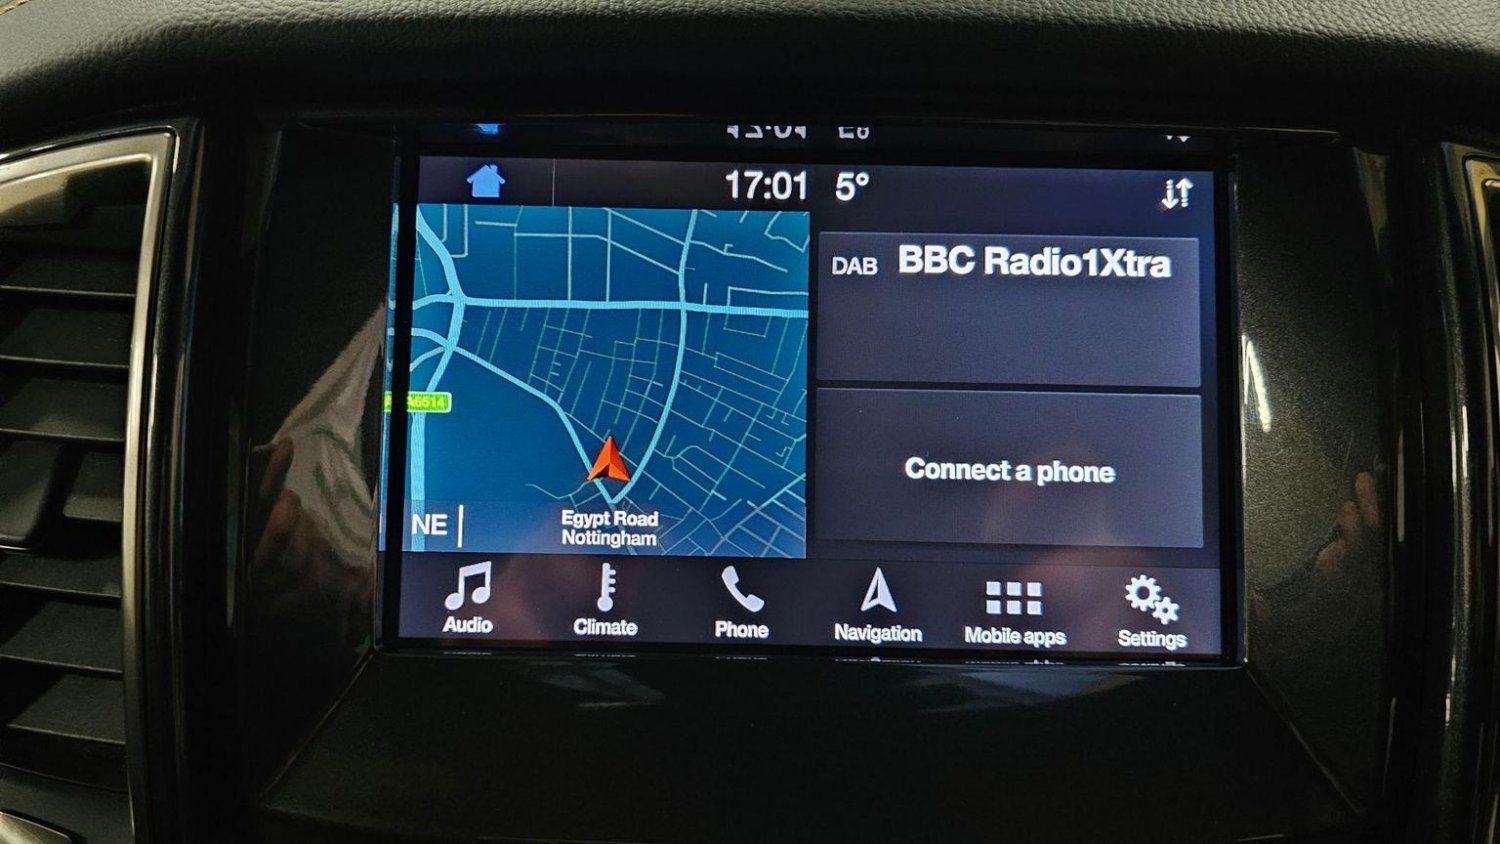 17:01 5°
DAB BBC Radio1Xtra
A6514
Connect a phone
NE
Egypt Road
Nottingham
Audio
Climate
Phone
Navigation
Mobile apps
Settings